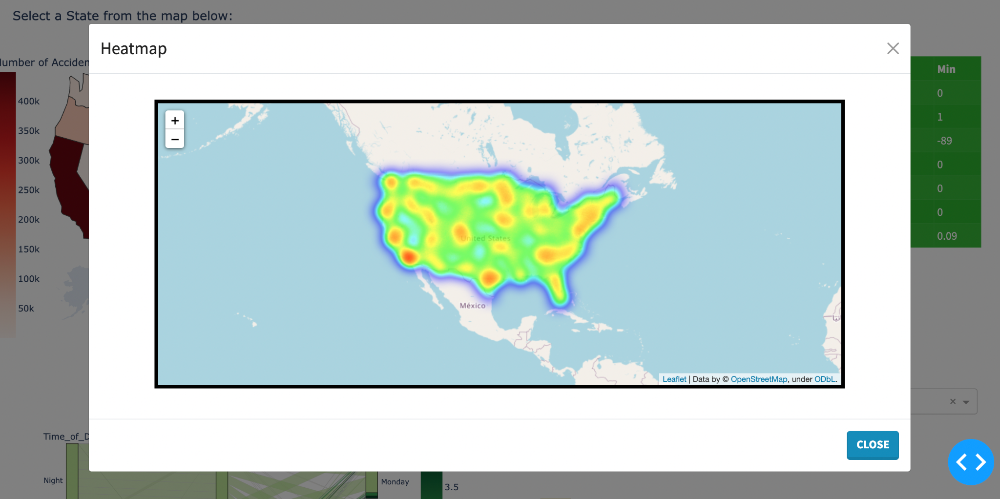 Select a State from the map below:
Heatmap
Number of Acciden
400k
350k
300k
250k
200k
150k
100k
50k
Min
0
1
-89
0
0
0
0.09
+
−
United States
México
Leaflet | Data by © OpenStreetMap, under ODbL.
CLOSE
Time_of_D
Night
Monday
3.5